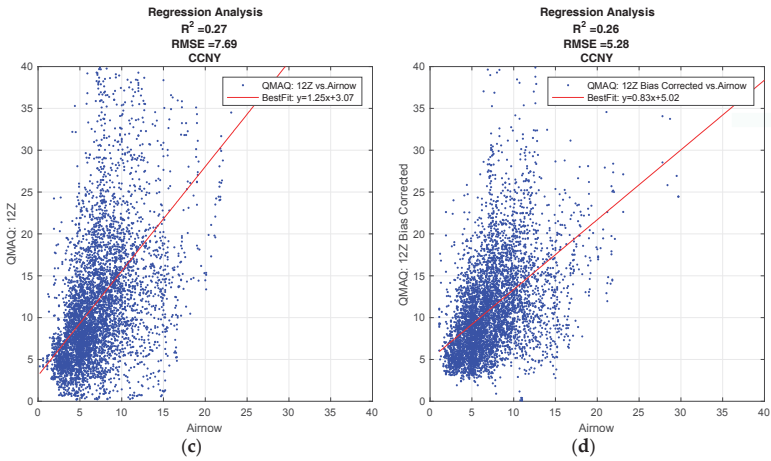 Regression Analysis
R² =0.27
RMSE =7.69
CCNY
QMAQ: 12Z vs.Airnow
BestFit: y=1.25x+3.07
QMAQ: 12Z
40
35
30
25
20
15
10
5
0
0 5 10 15 20 25 30 35 40
Airnow
(c)
Regression Analysis
R² =0.26
RMSE =5.28
CCNY
QMAQ: 12Z Bias Corrected vs.Airnow
BestFit: y=0.83x+5.02
QMAQ: 12Z Bias Corrected
40
35
30
25
20
15
10
5
0
0 5 10 15 20 25 30 35 40
Airnow
(d)